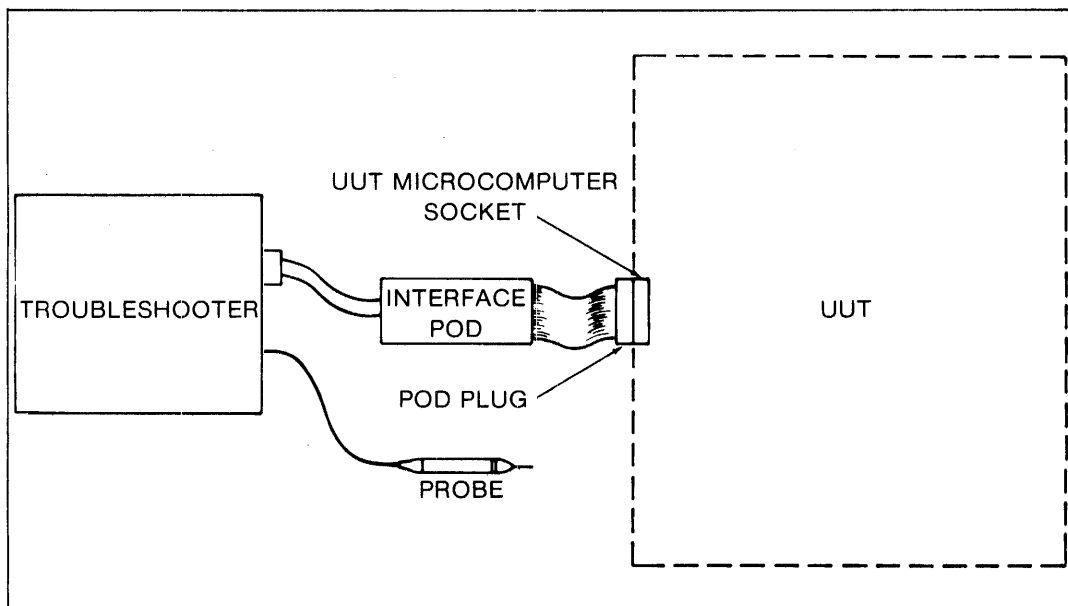 UUT MICROCOMPUTER
SOCKET
TROUBLESHOOTER
INTERFACE
POD
UUT
POD PLUG
PROBE